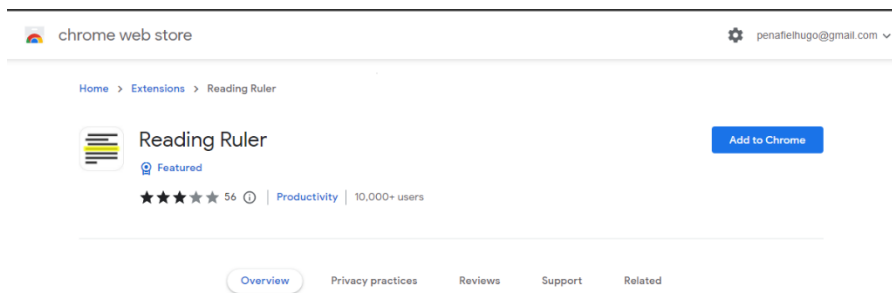 chrome web store penafielhugo@gmail.com
Home > Extensions > Reading Ruler
Reading Ruler
Add to Chrome
Featured
56 Productivity 10,000+ users
Overview Privacy practices Reviews Support Related